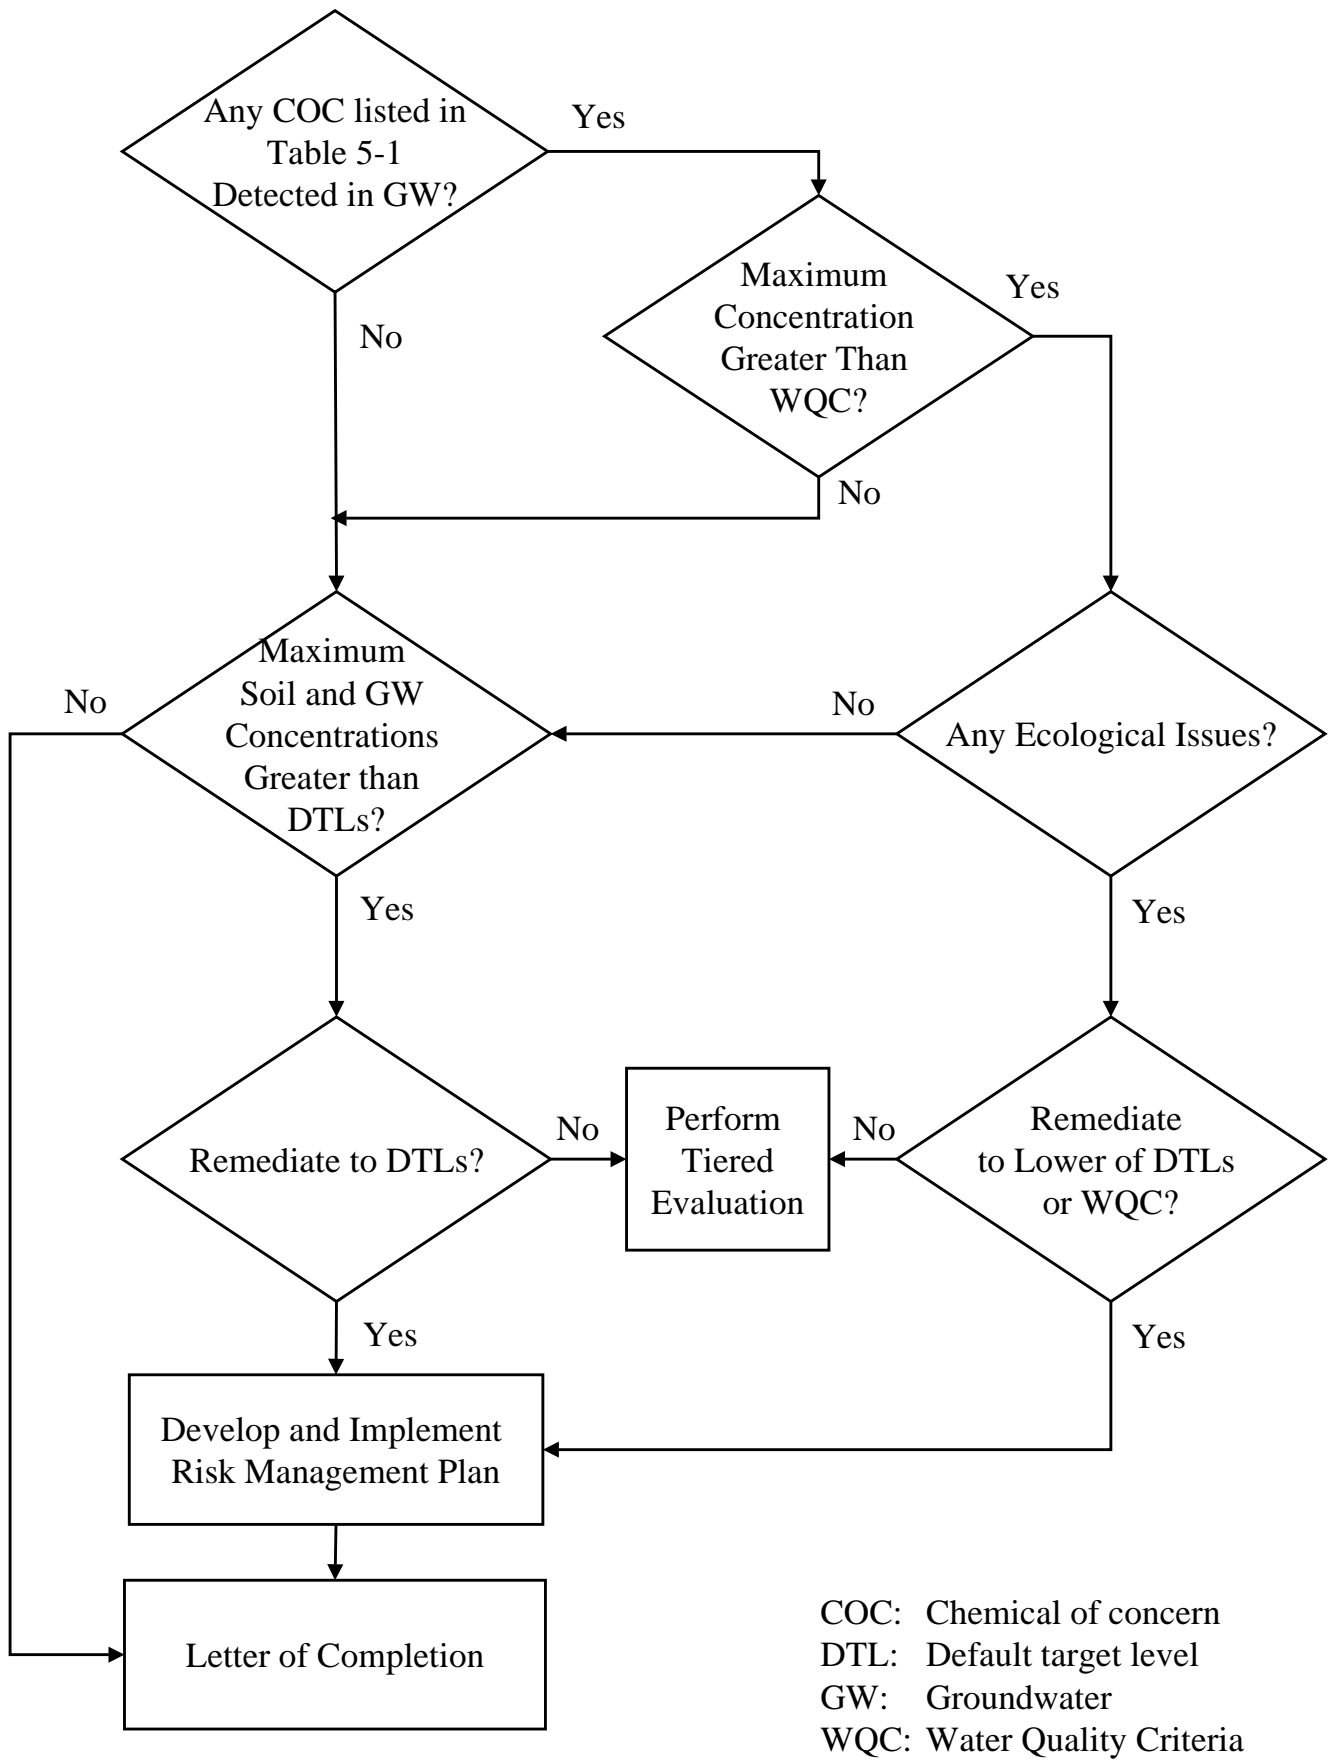 Any COC listed in
Table 5-1
Detected in GW?
Yes
No
Maximum
Concentration
Greater Than
WQC?
Yes
No
Maximum
Soil and GW
Concentrations
Greater than
DTLs?
No
No
Any Ecological Issues?
Yes
Yes
Remediate to DTLs?
No
Perform
Tiered
Evaluation
No
Remediate
to Lower of DTLs
or WQC?
Yes
Yes
Develop and Implement
Risk Management Plan
Letter of Completion
COC: Chemical of concern
DTL: Default target level
GW: Groundwater
WQC: Water Quality Criteria